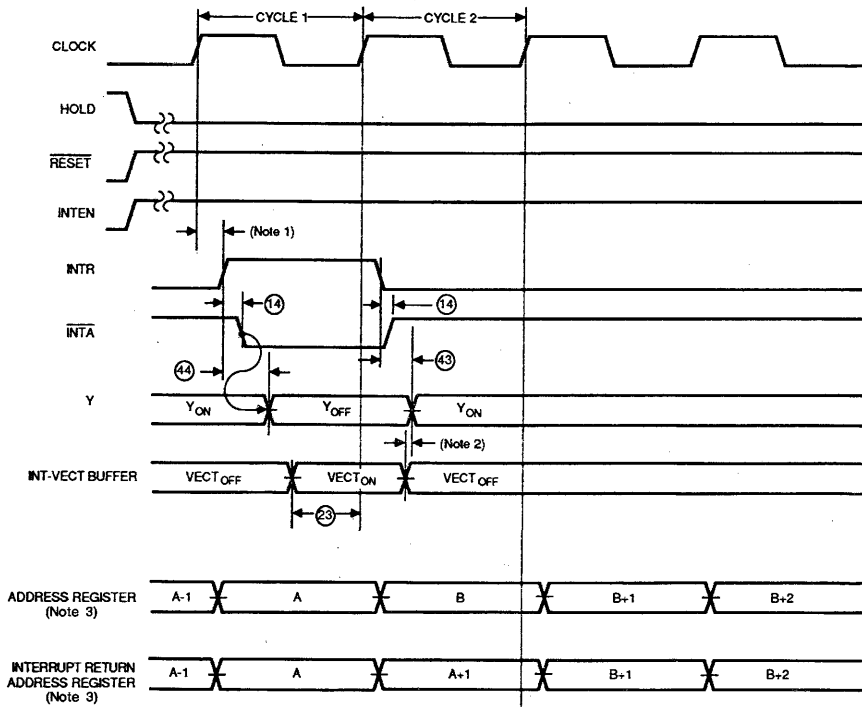 CYCLE 1 CYCLE 2
CLOCK
HOLD
RESET
INTEN
(Note 1)
INTR
14 14
INTA
44 43
Y YON YOFF YON
(Note 2)
INT-VECT BUFFER VECTOFF VECTON VECTOFF
23
ADDRESS REGISTER (Note 3) A-1 A B B+1 B+2
INTERRUPT RETURN ADDRESS REGISTER (Note 3) A-1 A A+1 B+1 B+2